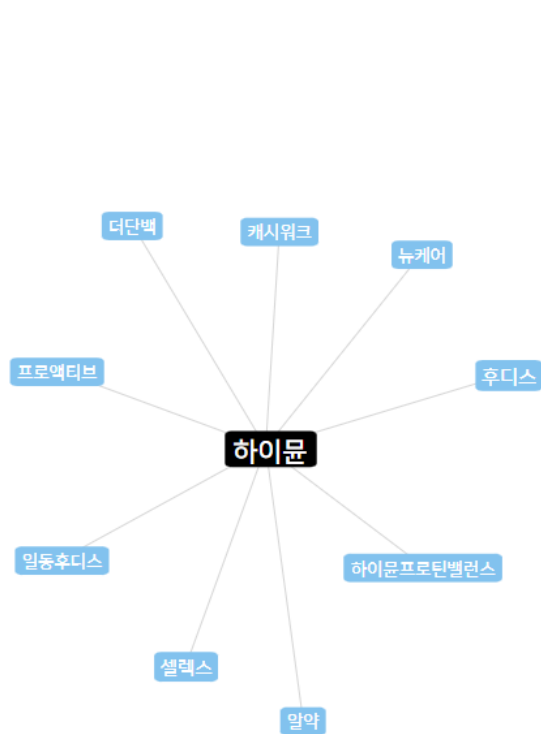 더단백
캐시워크
뉴케어
프로액티브
후디스
하이뮨
일동후디스
하이뮨프로틴밸런스
셀렉스
알약